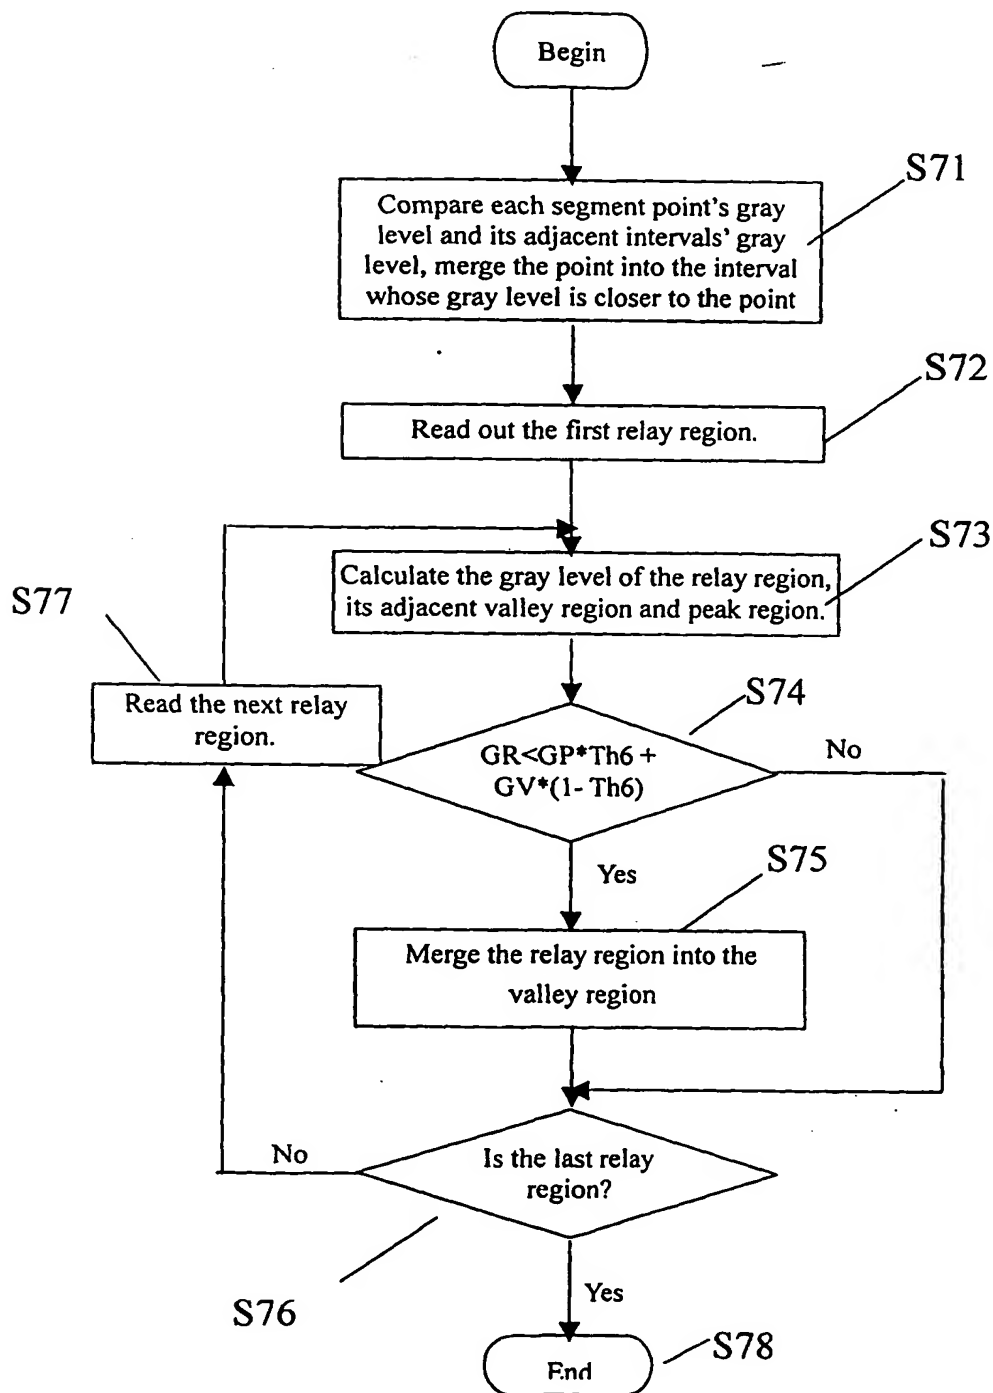 Begin
S71
Compare each segment point's gray
level and its adjacent intervals' gray
level, merge the point into the interval
whose gray level is closer to the point
S72
Read out the first relay region.
S73
Calculate the gray level of the relay region,
its adjacent valley region and peak region.
S77
Read the next relay
region.
S74
GR<GP*Th6 +
GV*(1- Th6)
No
Yes
S75
Merge the relay region into the
valley region
Is the last relay
region?
No
S76
Yes
S78
End